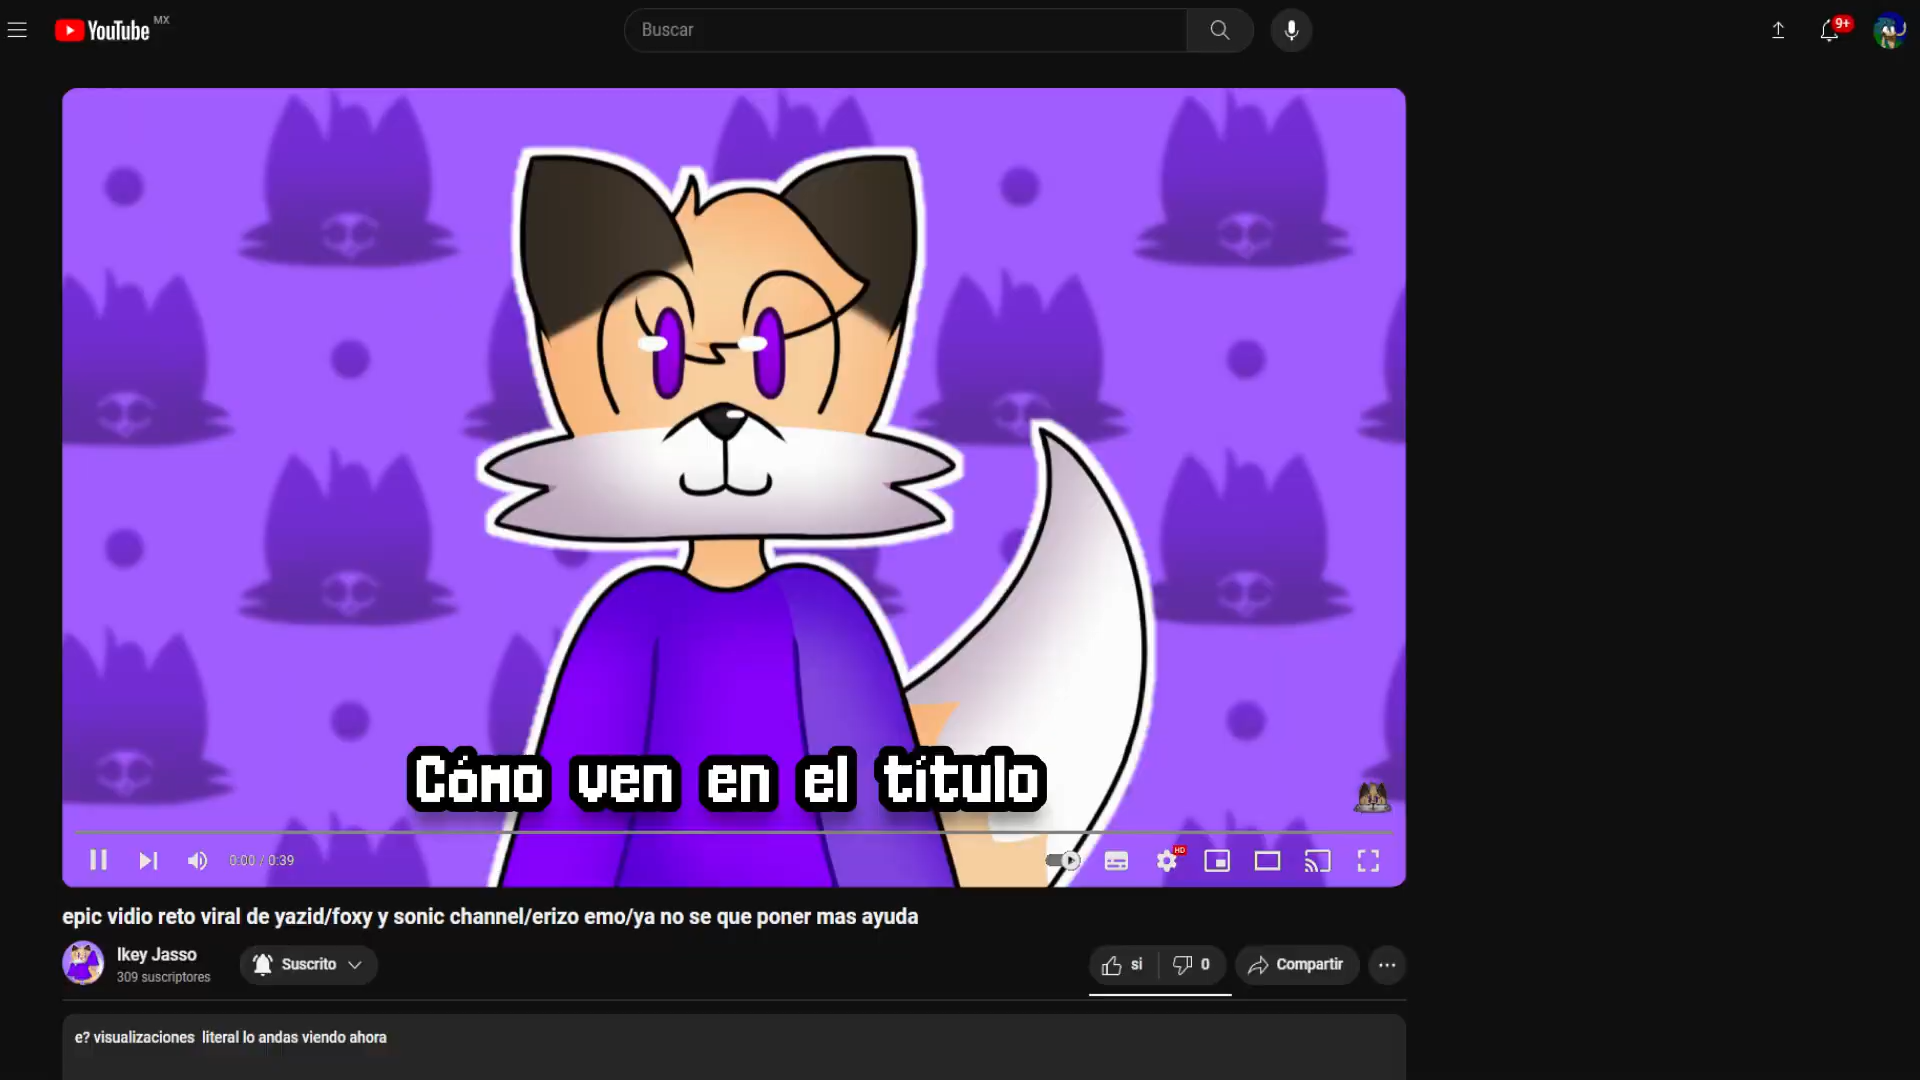 YouTube MX
Buscar
9+
Cómo ven en el título
0:00 / 0:39
HD
epic vidio reto viral de yazid/foxy y sonic channel/erizo emo/ya no se que poner mas ayuda
Ikey Jasso
309 suscriptores
Suscrito
si
0
Compartir
e? visualizaciones literal lo andas viendo ahora